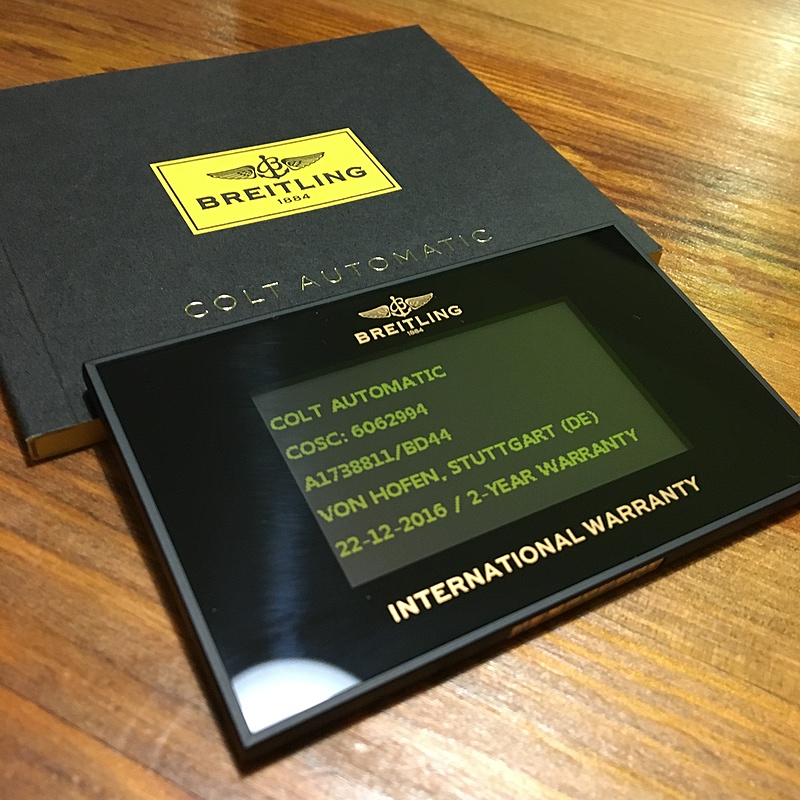 BREITLING
1884
COLT AUTOMATIC
BREITLING
1884
COLT AUTOMATIC
COSC: 6062994
A1738811/BD44
VON HOFEN, STUTTGART (DE)
22-12-2016 / 2-YEAR WARRANTY
INTERNATIONAL WARRANTY